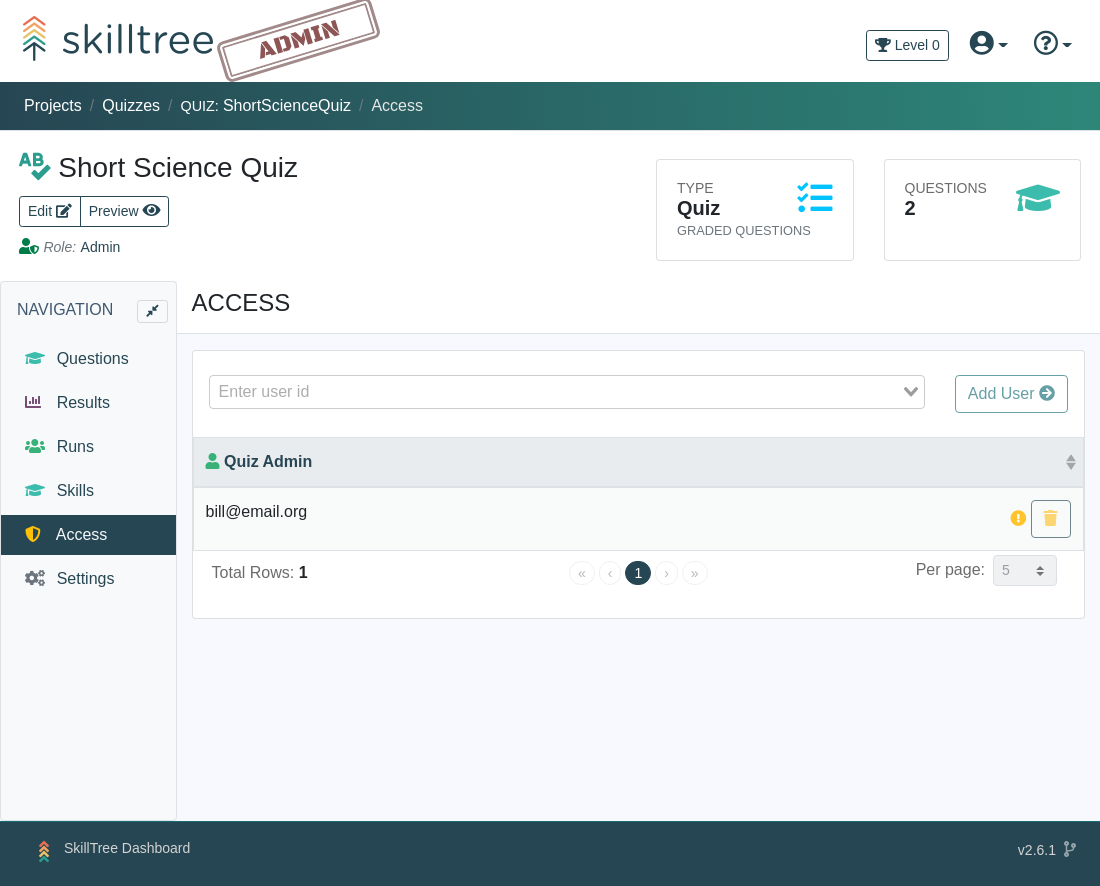 skilltree
ADMIN
Level 0
Projects / Quizzes / QUIZ: ShortScienceQuiz / Access
AB Short Science Quiz
Edit Preview
Role: Admin
TYPE
Quiz
GRADED QUESTIONS
QUESTIONS
2
NAVIGATION
Questions
Results
Runs
Skills
Access
Settings
ACCESS
Enter user id
Add User
Quiz Admin
bill@email.org
Total Rows: 1
« ‹ 1 › »
Per page: 5
SkillTree Dashboard
v2.6.1